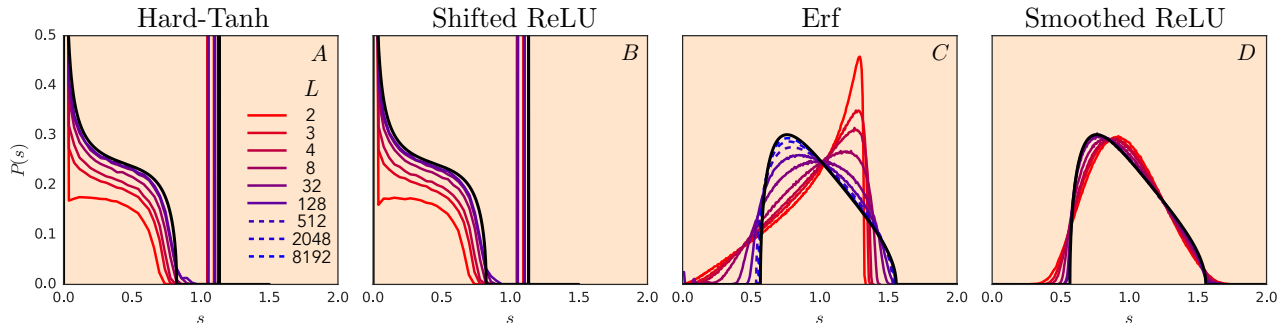 Hard-Tanh
Shifted ReLU
Erf
Smoothed ReLU
P(s)
0.5
0.4
0.3
0.2
0.1
0.0
A
L
2
3
4
8
32
128
512
2048
8192
B
C
D
0.0 0.5 1.0 1.5 2.0
0.0 0.5 1.0 1.5 2.0
0.0 0.5 1.0 1.5 2.0
0.0 0.5 1.0 1.5 2.0
s
s
s
s